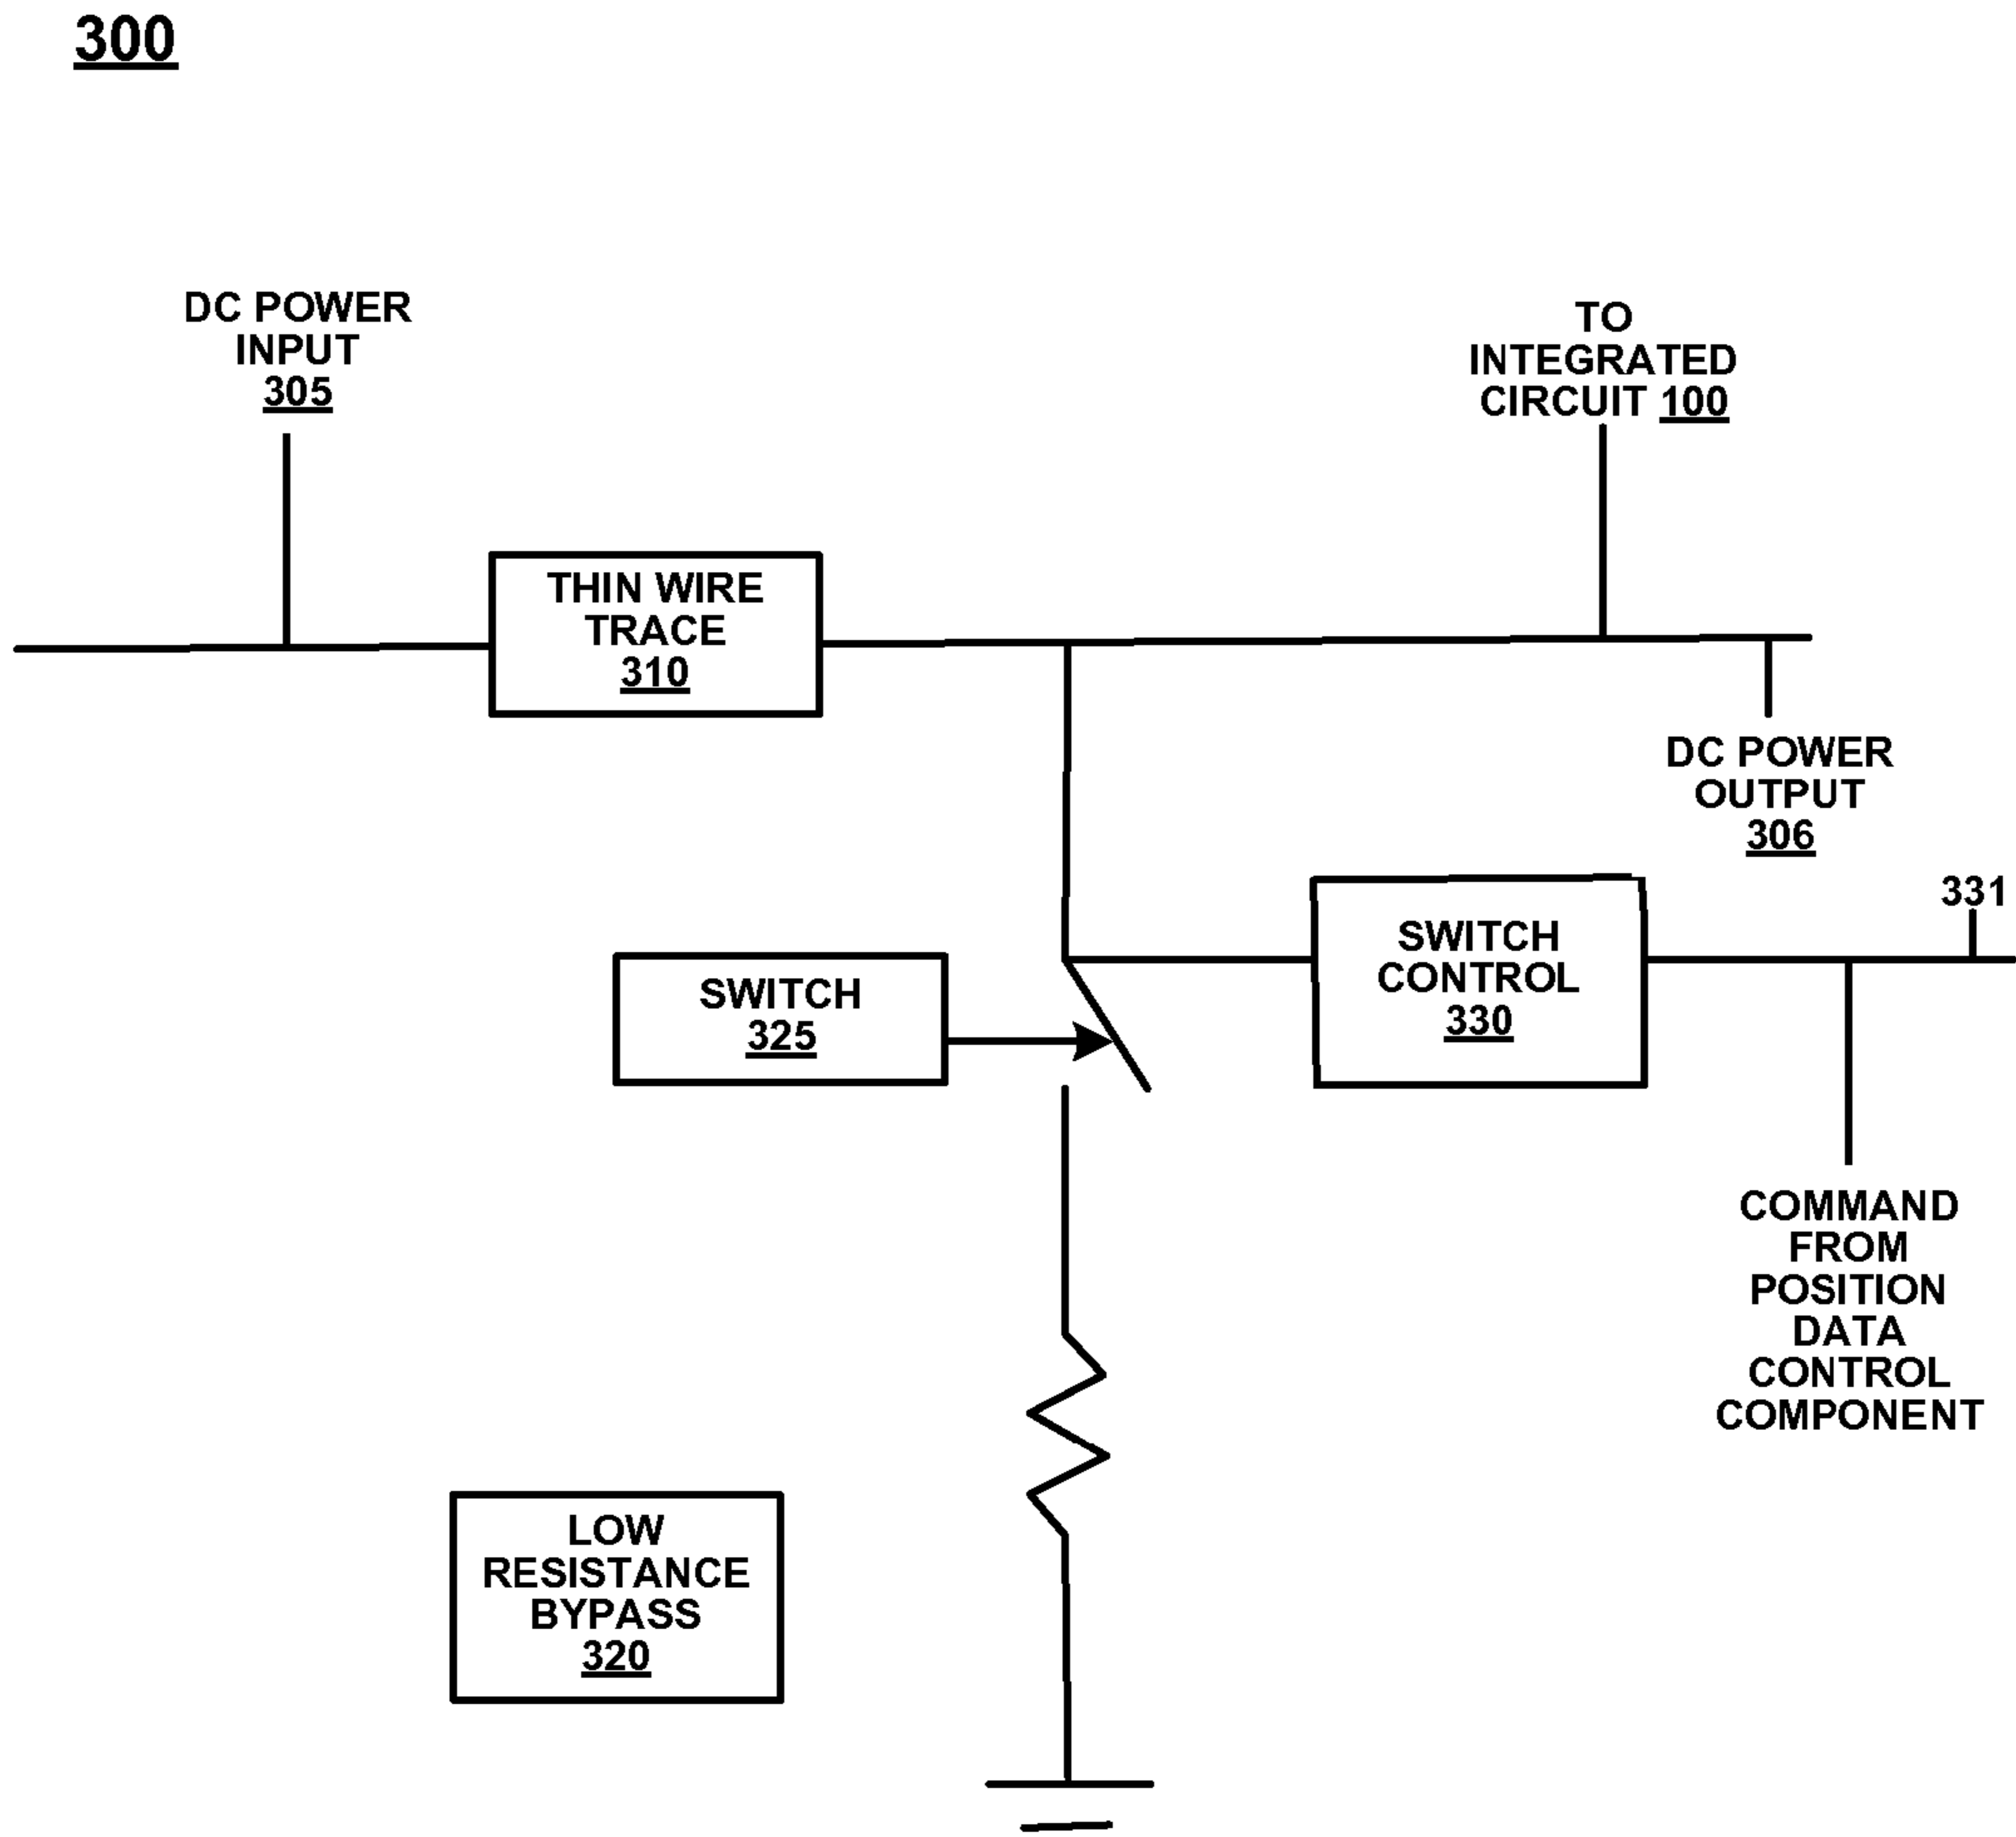 300
DC POWER
INPUT
305
TO
INTEGRATED
CIRCUIT 100
THIN WIRE
TRACE
310
DC POWER
OUTPUT
306
331
SWITCH
CONTROL
330
SWITCH
325
COMMAND
FROM
POSITION
DATA
CONTROL
COMPONENT
LOW
RESISTANCE
BYPASS
320